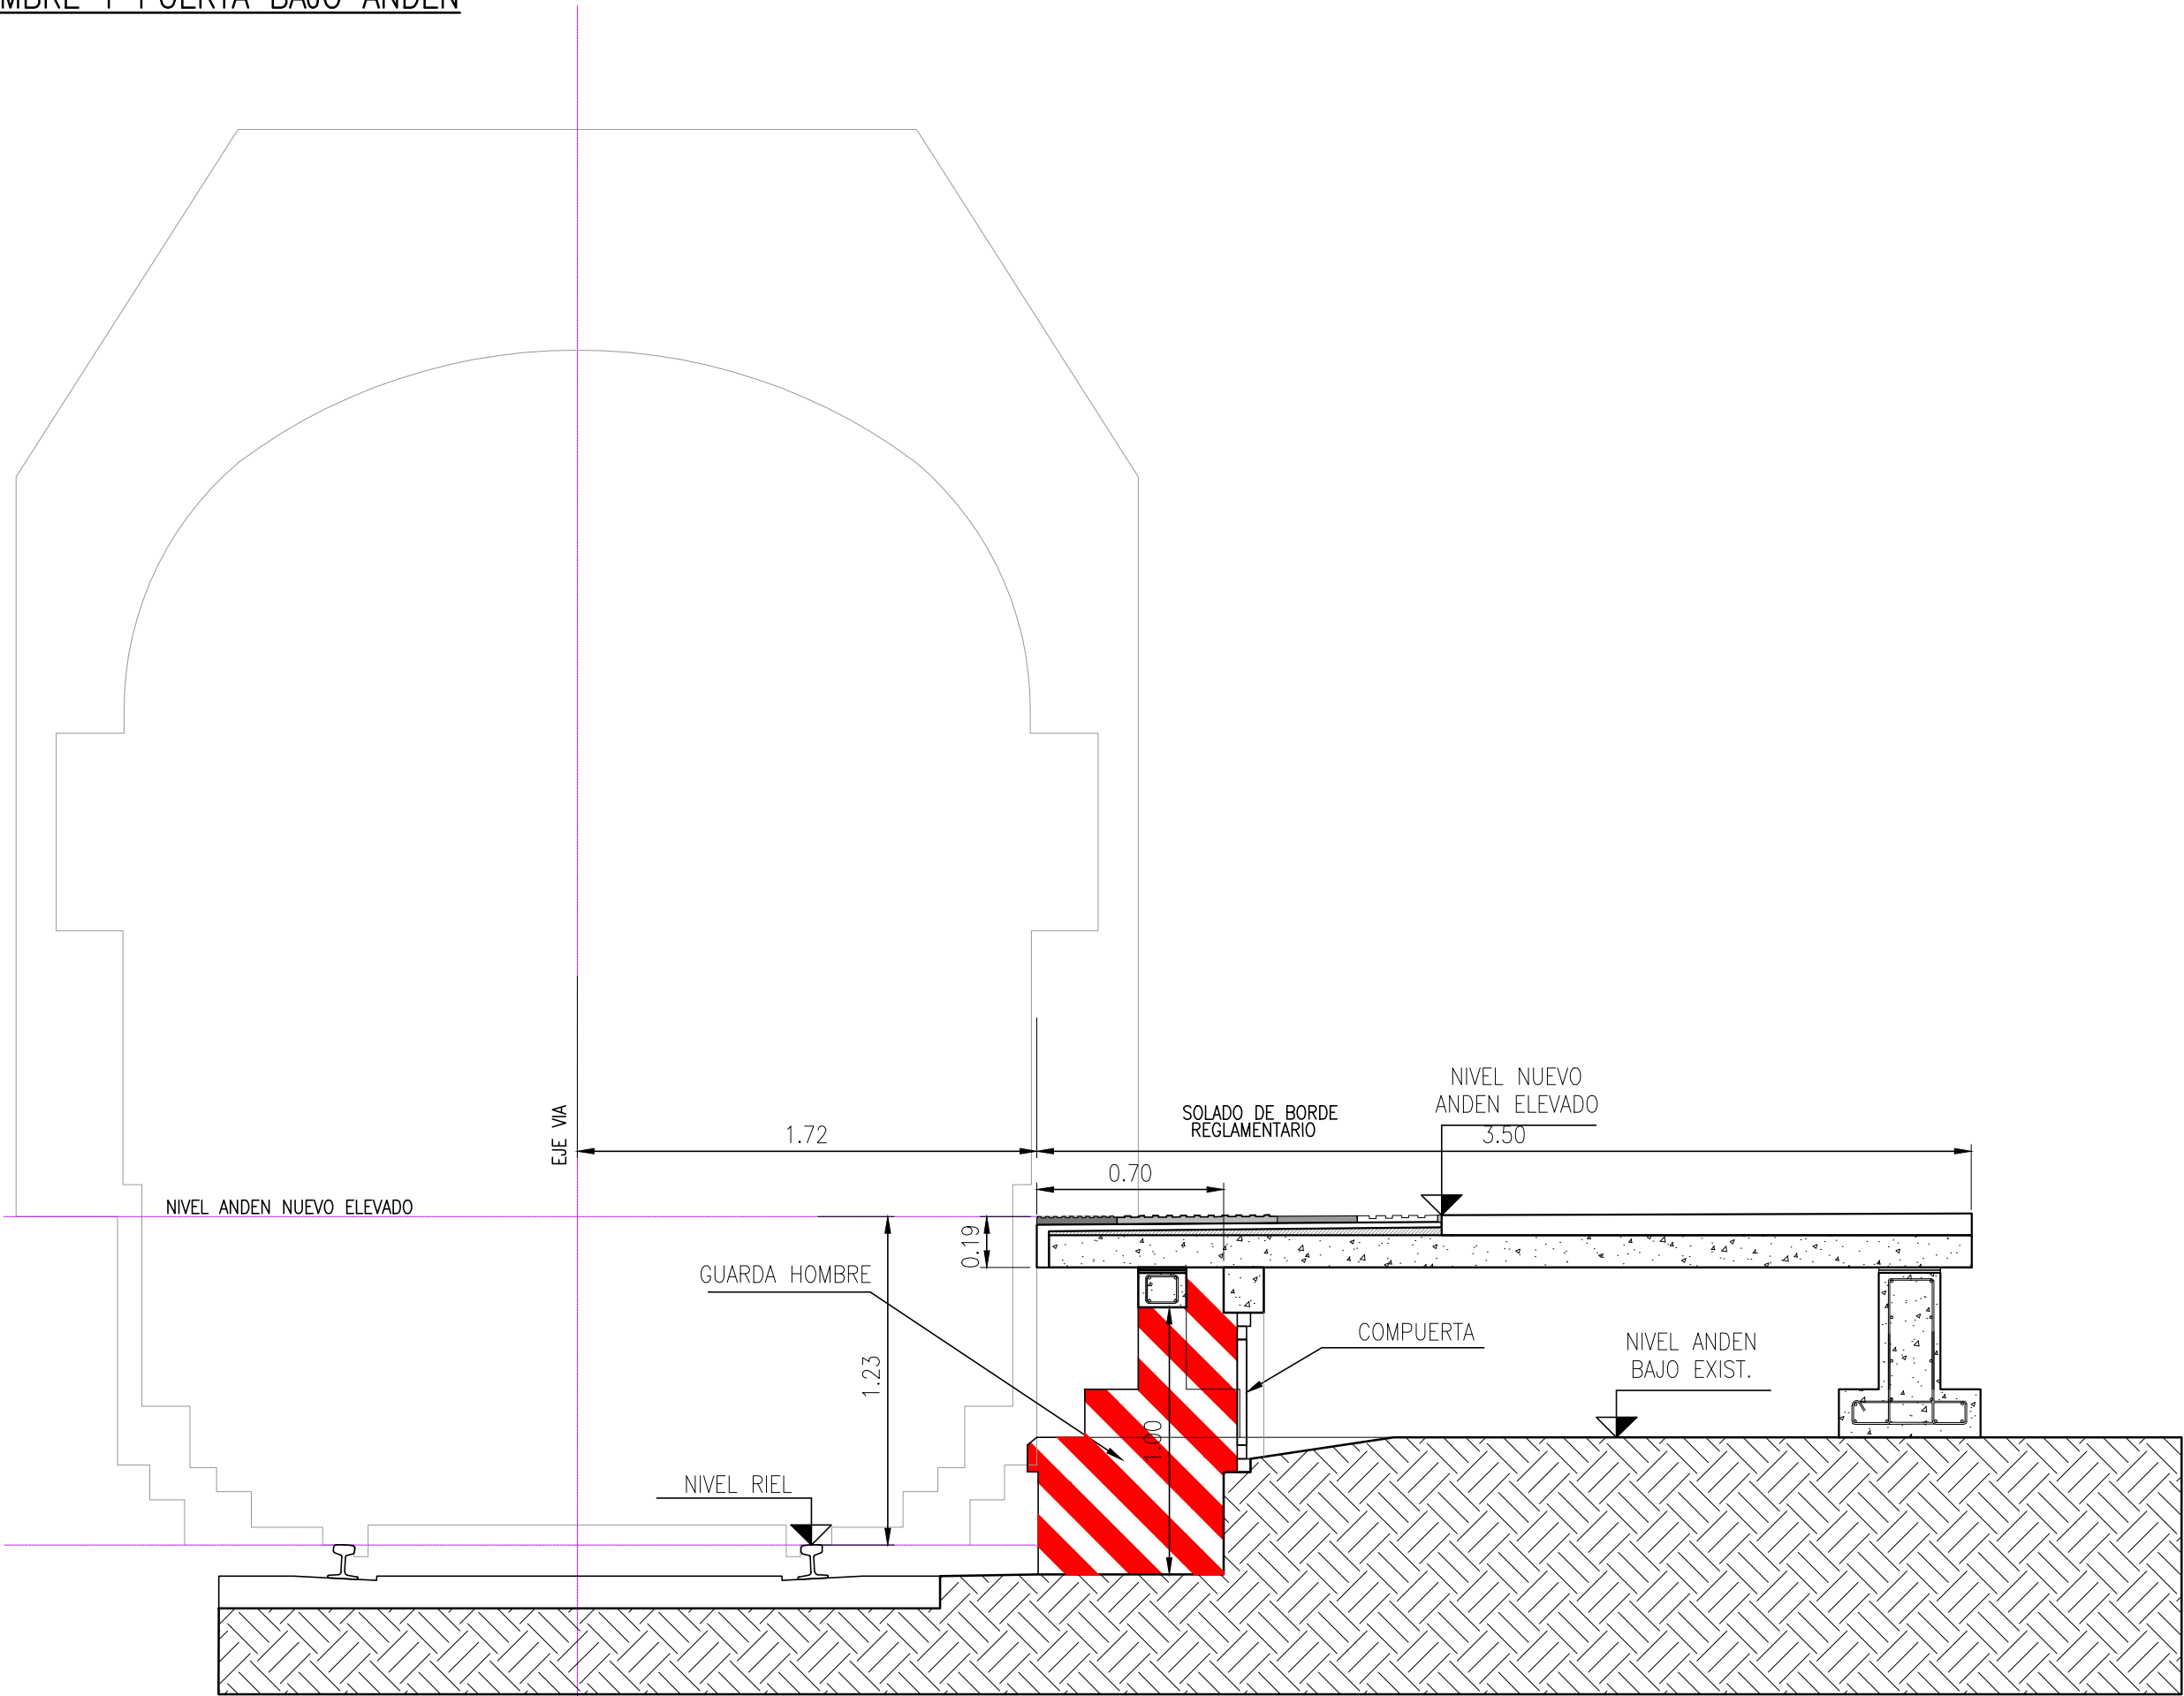 Y PUERTA BAJO ANDEN
EJE VIA
1.72
SOLADO DE BORDE
REGLAMENTARIO
NIVEL NUEVO
ANDEN ELEVADO
3.50
0.70
NIVEL ANDEN NUEVO ELEVADO
0.19
GUARDA HOMBRE
1.23
COMPUERTA
NIVEL ANDEN
BAJO EXIST.
1.00
NIVEL RIEL